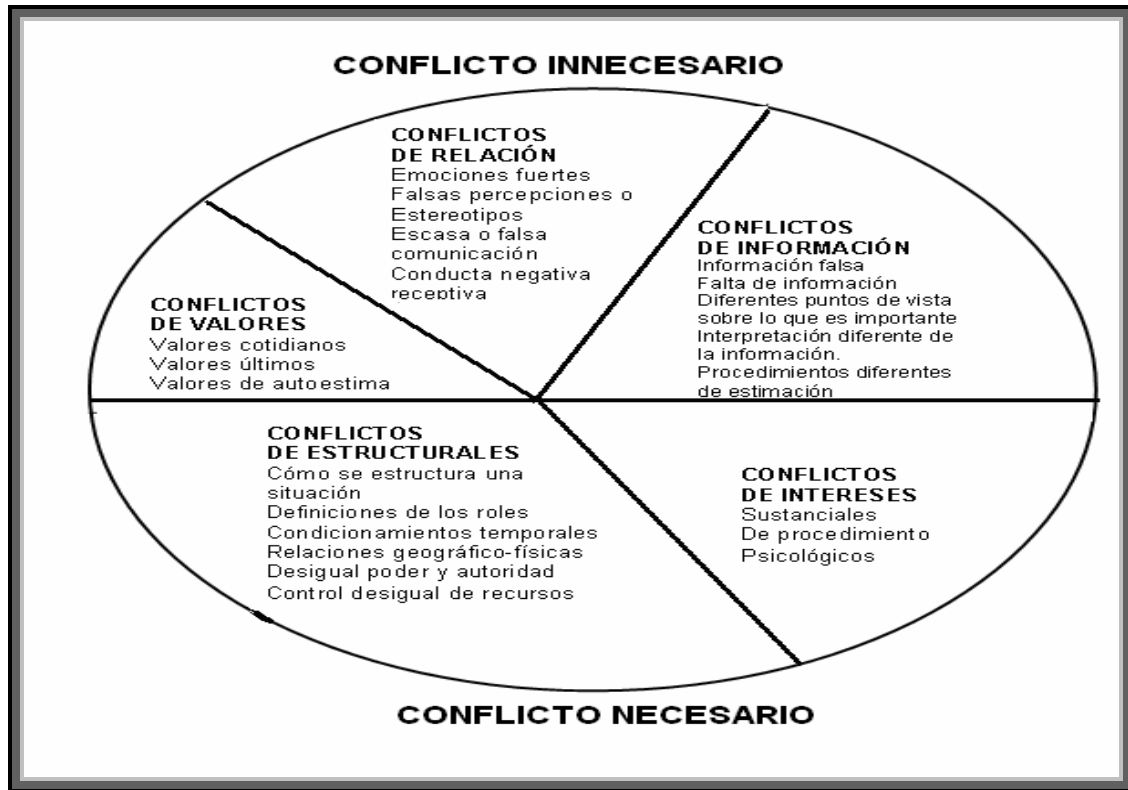 CONFLICTO INNECESARIO
CONFLICTOS
DE RELACIÓN
Emociones fuertes
Falsas percepciones o
Estereotipos
Escasa o falsa
comunicación
Conducta negativa
receptiva
CONFLICTOS
DE INFORMACIÓN
Información falsa
Falta de información
Diferentes puntos de vista
sobre lo que es importante
Interpretación diferente de
la información.
Procedimientos diferentes
de estimación
CONFLICTOS
DE VALORES
Valores cotidianos
Valores últimos
Valores de autoestima
CONFLICTOS
DE ESTRUCTURALES
Cómo se estructura una
situación
Definiciones de los roles
Condicionamientos temporales
Relaciones geográfico-físicas
Desigual poder y autoridad
Control desigual de recursos
CONFLICTOS
DE INTERESES
Sustanciales
De procedimiento
Psicológicos
CONFLICTO NECESARIO